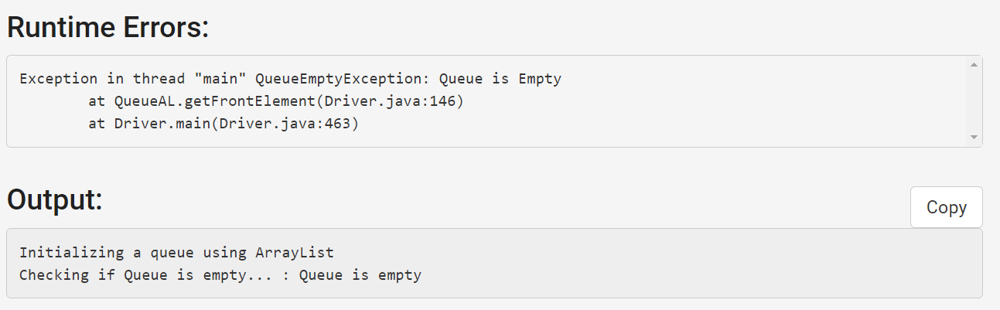 Runtime Errors:
Exception in thread "main" QueueEmptyException: Queue is Empty
        at QueueAL.getFrontElement(Driver.java:146)
        at Driver.main(Driver.java:463)
Output:
Copy
Initializing a queue using ArrayList
Checking if Queue is empty... : Queue is empty